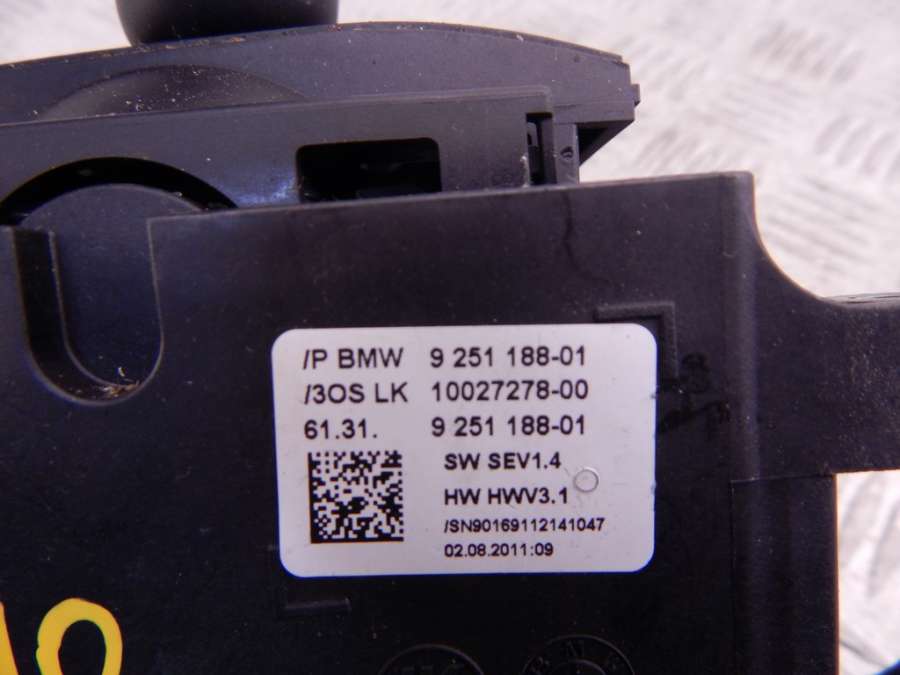 /P BMW 9 251 188-01
/3OS LK 10027278-00
61.31. 9 251 188-01
SW SEV1.4
HW HWV3.1
/SN90169112141047
02.08.2011:09